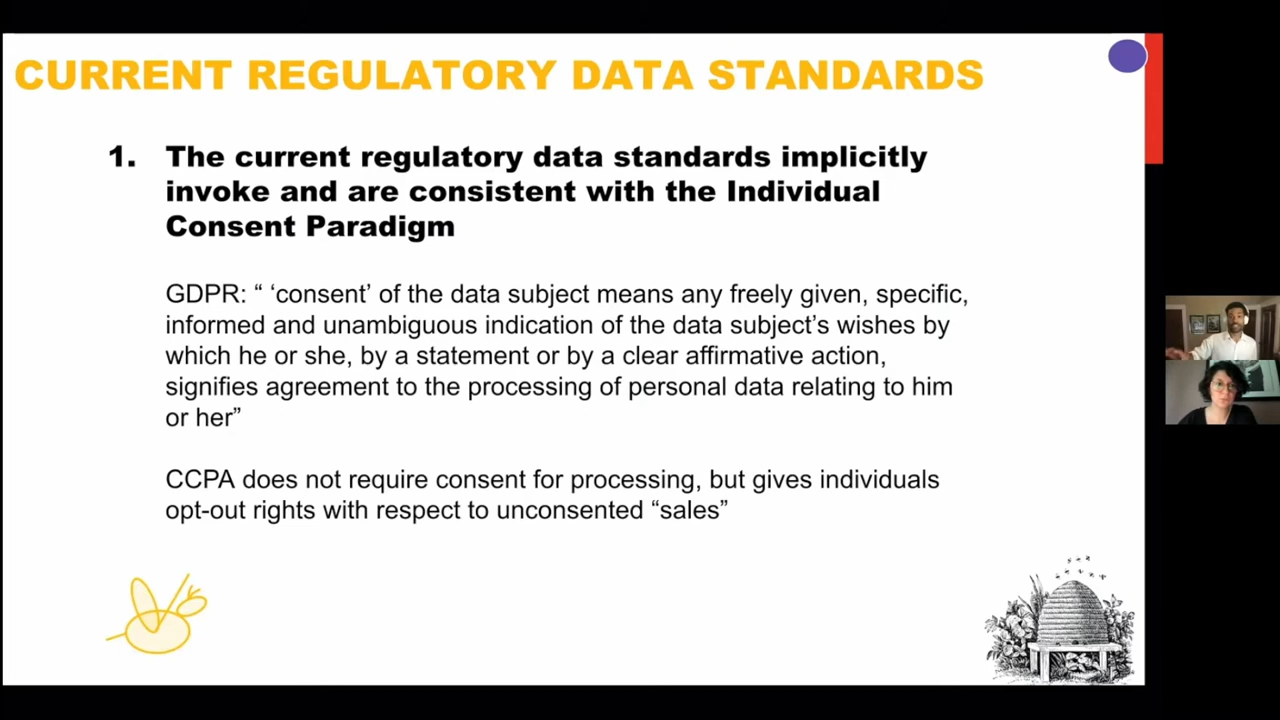 CURRENT REGULATORY DATA STANDARDS
1. The current regulatory data standards implicitly
invoke and are consistent with the Individual
Consent Paradigm
GDPR: “ ‘consent’ of the data subject means any freely given, specific,
informed and unambiguous indication of the data subject’s wishes by
which he or she, by a statement or by a clear affirmative action,
signifies agreement to the processing of personal data relating to him
or her”
CCPA does not require consent for processing, but gives individuals
opt-out rights with respect to unconsented “sales”